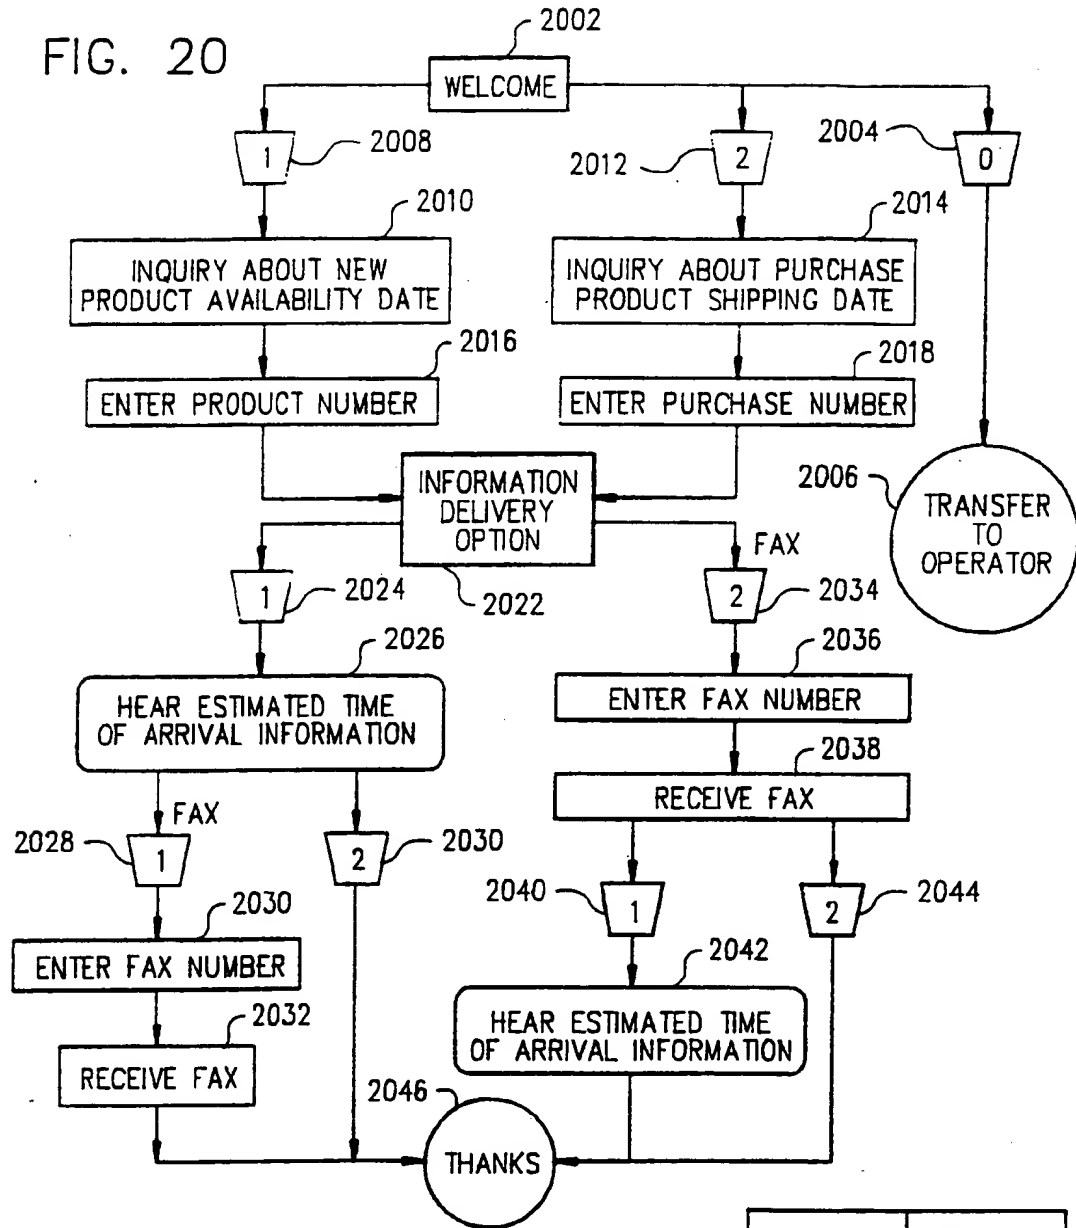 FIG. 20
2002
WELCOME
1
2008
2012
2
2004
0
2010
2014
INQUIRY ABOUT NEW
PRODUCT AVAILABILITY DATE
INQUIRY ABOUT PURCHASE
PRODUCT SHIPPING DATE
2016
2018
ENTER PRODUCT NUMBER
ENTER PURCHASE NUMBER
INFORMATION
DELIVERY
OPTION
2022
2006
TRANSFER
TO
OPERATOR
1
2024
FAX
2
2034
2026
HEAR ESTIMATED TIME
OF ARRIVAL INFORMATION
2036
ENTER FAX NUMBER
2038
RECEIVE FAX
FAX
2028
1
2
2030
2040
1
2
2044
2030
ENTER FAX NUMBER
2042
HEAR ESTIMATED TIME
OF ARRIVAL INFORMATION
2032
RECEIVE FAX
2046
THANKS